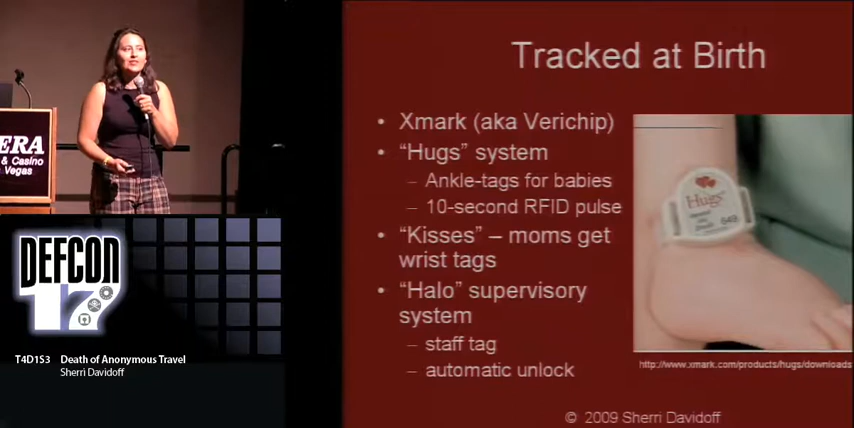 ERA
& Casino
Vegas
DEFCON
17
T4D1S3 Death of Anonymous Travel
Sherri Davidoff
Tracked at Birth
• Xmark (aka Verichip)
• “Hugs” system
– Ankle-tags for babies
– 10-second RFID pulse
• “Kisses” – moms get
wrist tags
• “Halo” supervisory
system
– staff tag
– automatic unlock
Hugs
649
http://www.xmark.com/products/hugs/downloads
© 2009 Sherri Davidoff